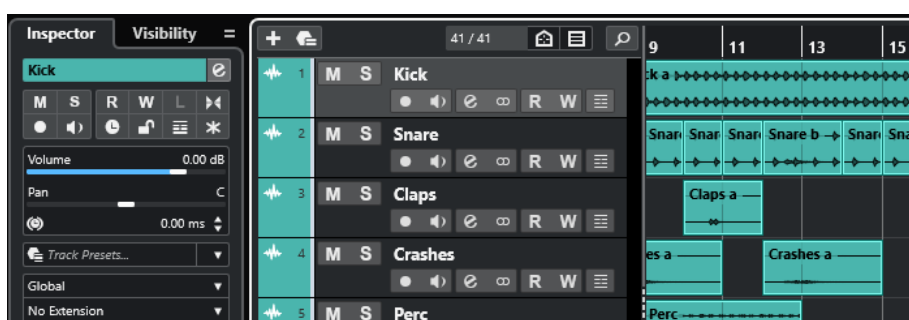 Inspector Visibility
41 / 41
9 11 13 15
Kick
M S R W L
Volume 0.00 dB
Pan C
0.00 ms
Track Presets...
Global
No Extension
1 M S Kick
R W
2 M S Snare
R W
3 M S Claps
R W
4 M S Crashes
R W
5 M S Perc
ck a
Snar Snar Snar Snare b Snar Sna
Claps a
es a Crashes a
Perc